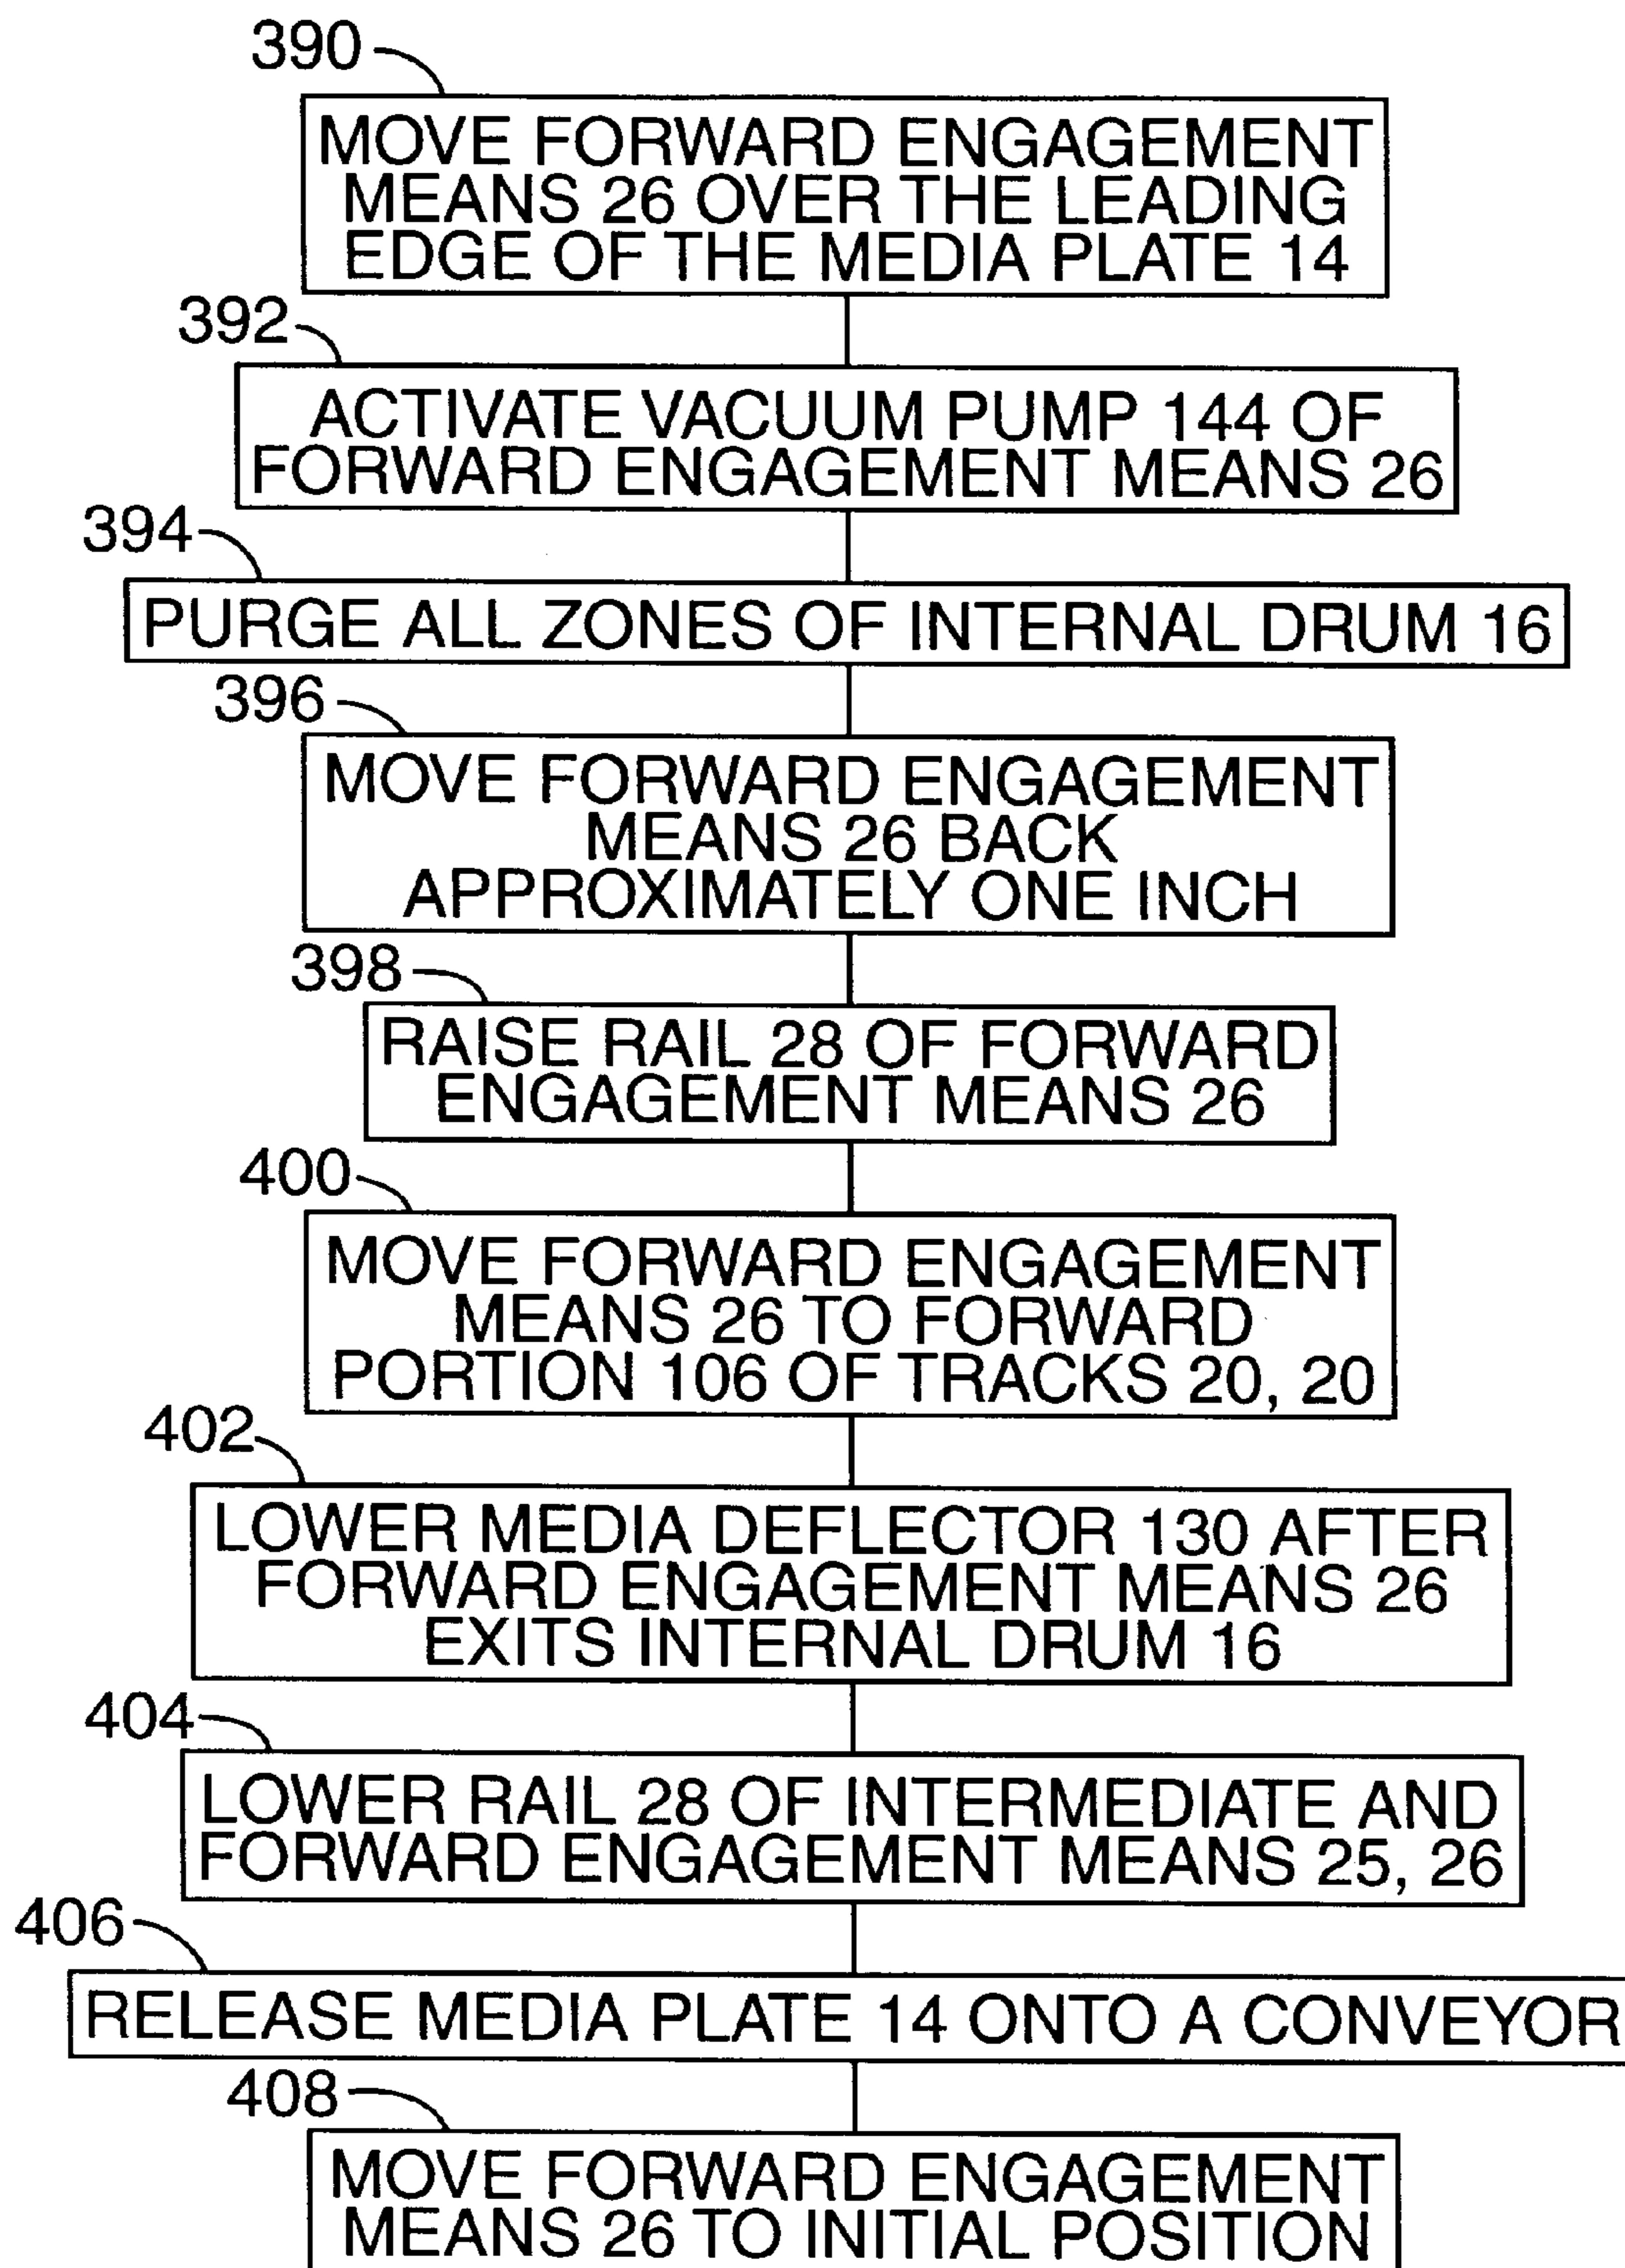 390
MOVE FORWARD ENGAGEMENT
MEANS 26 OVER THE LEADING
EDGE OF THE MEDIA PLATE 14
392
ACTIVATE VACUUM PUMP 144 OF
FORWARD ENGAGEMENT MEANS 26
394
PURGE ALL ZONES OF INTERNAL DRUM 16
396
MOVE FORWARD ENGAGEMENT
MEANS 26 BACK
APPROXIMATELY ONE INCH
398
RAISE RAIL 28 OF FORWARD
ENGAGEMENT MEANS 26
400
MOVE FORWARD ENGAGEMENT
MEANS 26 TO FORWARD
PORTION 106 OF TRACKS 20, 20
402
LOWER MEDIA DEFLECTOR 130 AFTER
FORWARD ENGAGEMENT MEANS 26
EXITS INTERNAL DRUM 16
404
LOWER RAIL 28 OF INTERMEDIATE AND
FORWARD ENGAGEMENT MEANS 25, 26
406
RELEASE MEDIA PLATE 14 ONTO A CONVEYOR
408
MOVE FORWARD ENGAGEMENT
MEANS 26 TO INITIAL POSITION